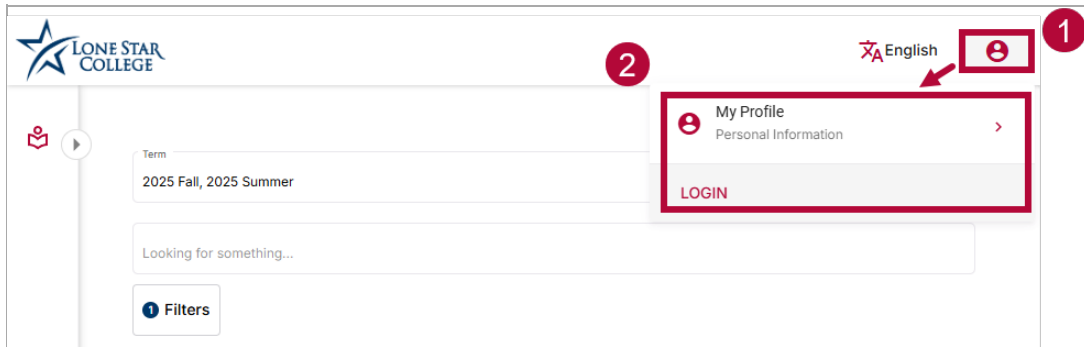 LONE STAR
COLLEGE
English
1
2
My Profile
Personal Information
LOGIN
Term
2025 Fall, 2025 Summer
Looking for something...
1 Filters